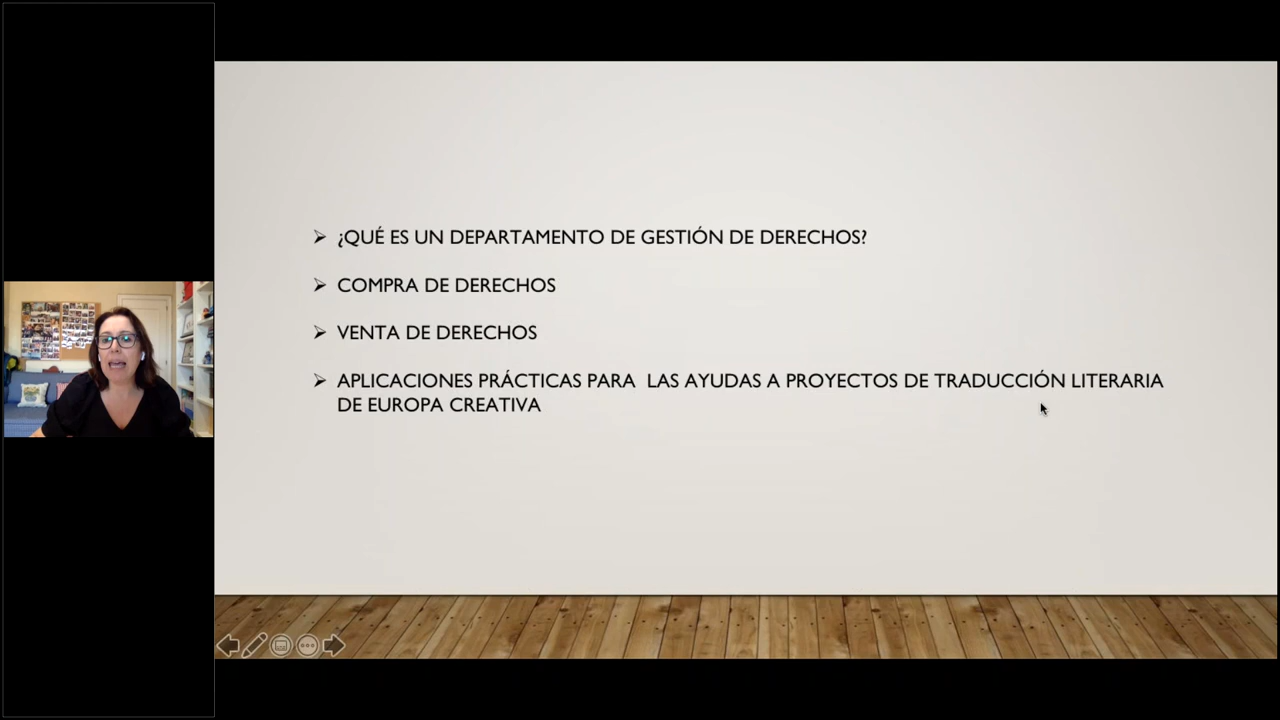 ¿QUÉ ES UN DEPARTAMENTO DE GESTIÓN DE DERECHOS?
COMPRA DE DERECHOS
VENTA DE DERECHOS
APLICACIONES PRÁCTICAS PARA LAS AYUDAS A PROYECTOS DE TRADUCCIÓN LITERARIA
DE EUROPA CREATIVA